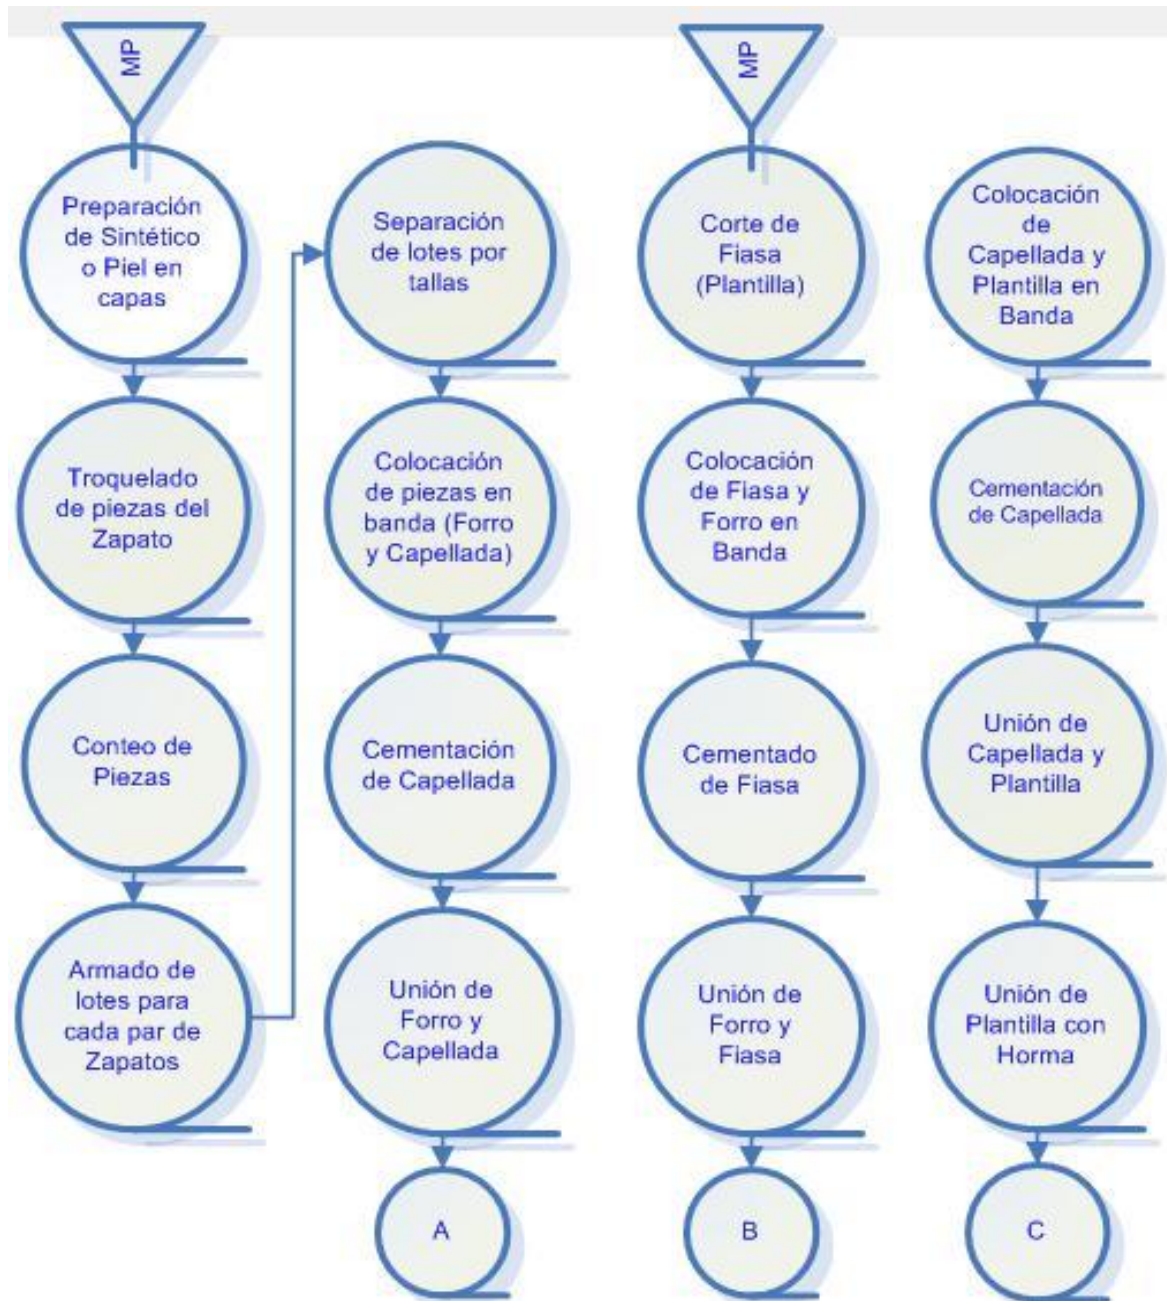 MP
Preparación
de Sintético
o Piel en
capas
Troquelado
de piezas del
Zapato
Conteo de
Piezas
Armado de
lotes para
cada par de
Zapatos
Separación
de lotes por
tallas
Colocación
de piezas en
banda (Forro
y Capellada)
Cementación
de Capellada
Unión de
Forro y
Capellada
A
MP
Corte de
Fiasa
(Plantilla)
Colocación
de Fiasa y
Forro en
Banda
Cementado
de Fiasa
Unión de
Forro y
Fiasa
B
Colocación
de
Capellada y
Plantilla en
Banda
Cementación
de Capellada
Unión de
Capellada y
Plantilla
Unión de
Plantilla con
Horma
C